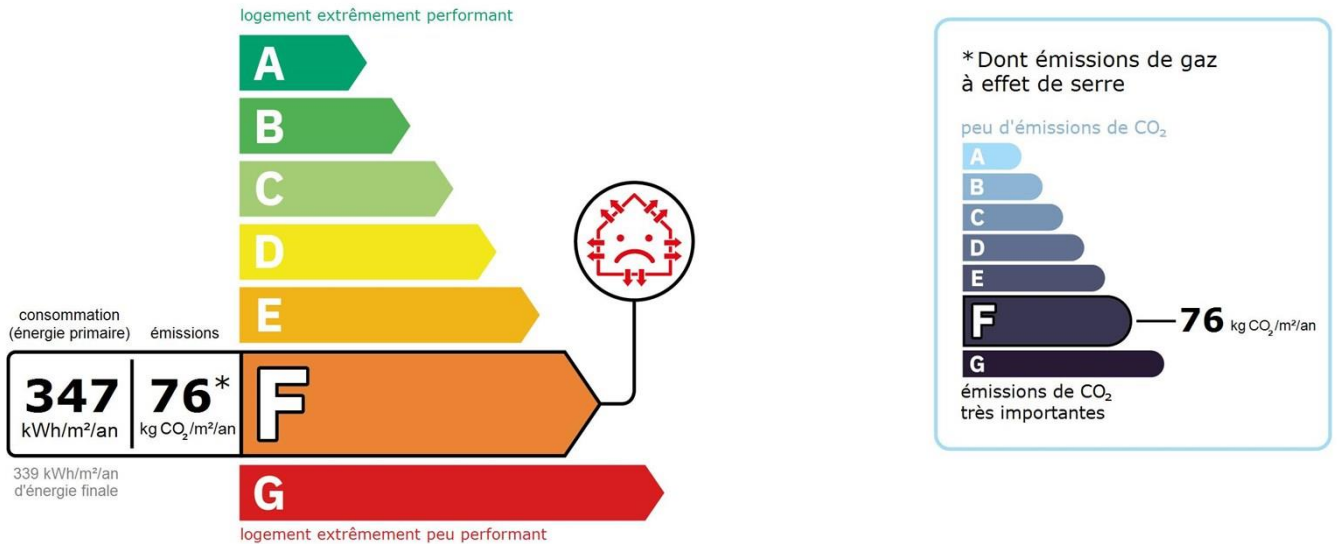 logement extrêmement performant
A
B
C
D
E
consommation
(énergie primaire)
émissions
347
kWh/m²/an
76*
kg CO₂/m²/an
F
339 kWh/m²/an
d'énergie finale
G
logement extrêmement peu performant
*Dont émissions de gaz
à effet de serre
peu d'émissions de CO₂
A
B
C
D
E
F
76 kg CO₂/m²/an
G
émissions de CO₂
très importantes